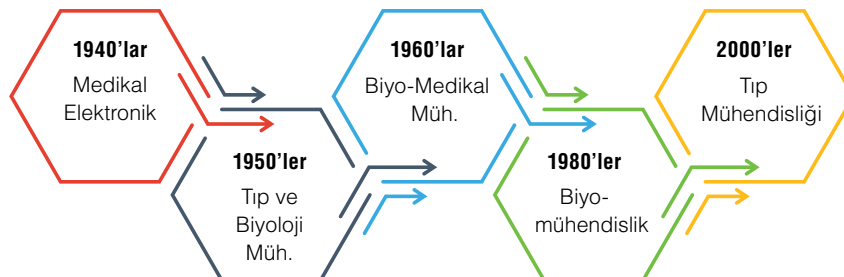 1940’lar
Medikal
Elektronik
1950’ler
Tıp ve
Biyoloji
Müh.
1960’lar
Biyo-Medikal
Müh.
1980’ler
Biyo-
mühendislik
2000’ler
Tıp
Mühendisliği